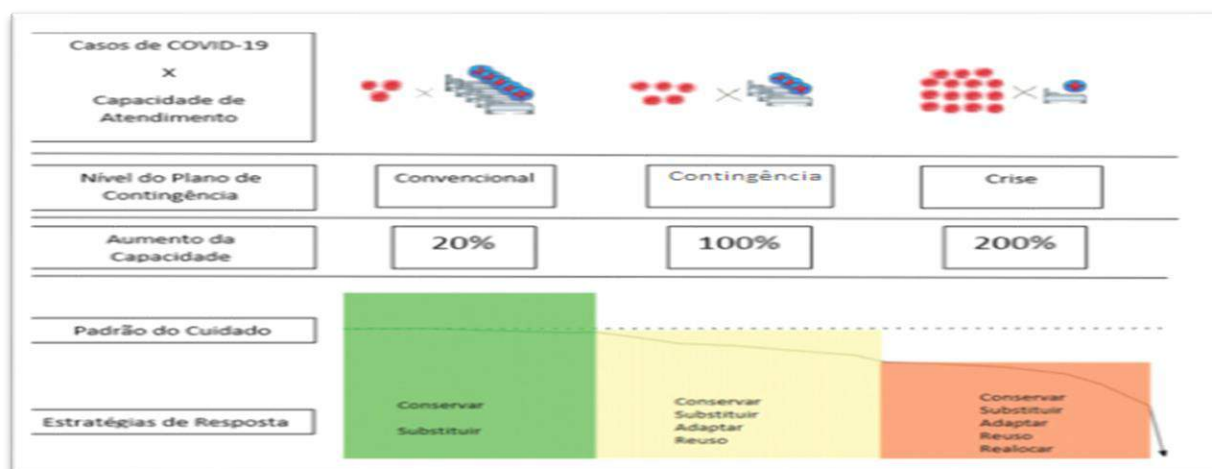 Casos de COVID-19
x
Capacidade de
Atendimento
Nível do Plano de
Contingência
Convencional
Contingência
Crise
Aumento da
Capacidade
20%
100%
200%
Padrão do Cuidado
Estratégias de Resposta
Conservar
Substituir
Conservar
Substituir
Adaptar
Reuso
Conservar
Substituir
Adaptar
Reuso
Realocar